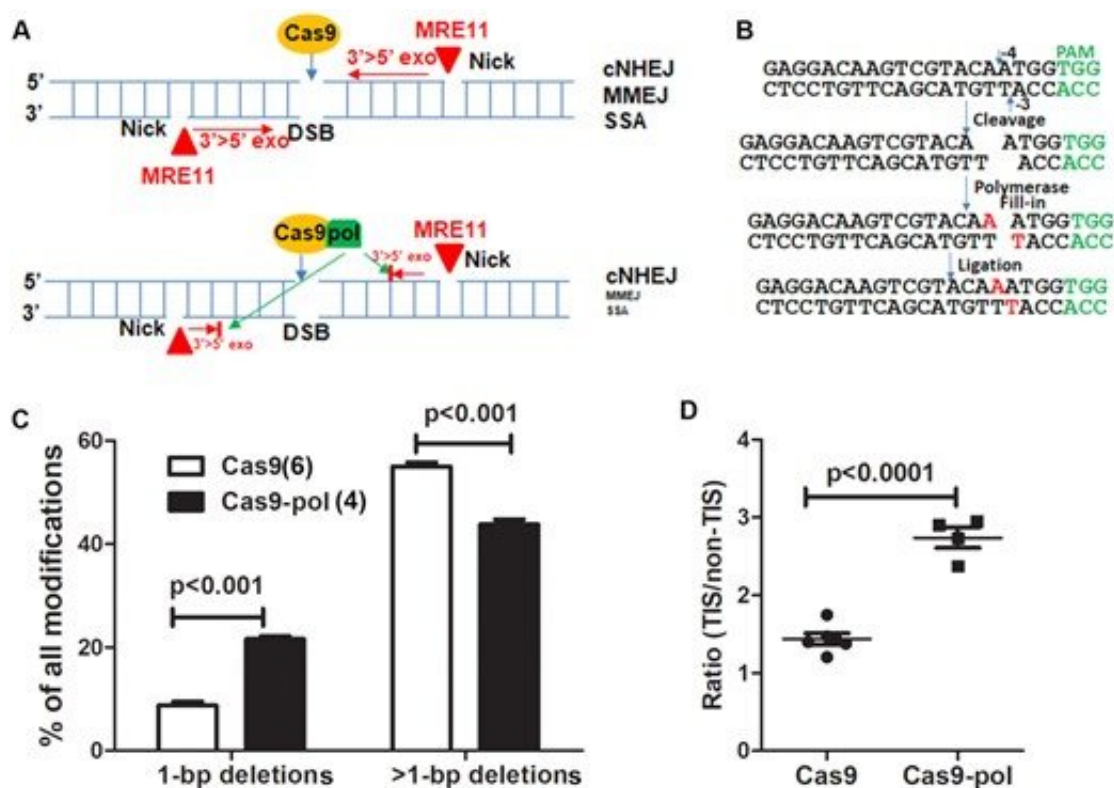 A
Cas9
MRE11
3'>5' exo
Nick
5'
3'
cNHEJ
MMEJ
SSA
Nick
3'>5' exo
DSB
MRE11
Cas9pol
MRE11
3'>5' exo
Nick
5'
3'
cNHEJ
MMEJ
SSA
Nick
3'>5' exo
DSB
B
-4
PAM
GAGGACAAGTCGTACAATGGTGG
CTCCTGTTCAGCATGTTACCACC
-3
Cleavage
GAGGACAAGTCGTACA ATGGTGG
CTCCTGTTCAGCATGTT ACCACC
Polymerase
Fill-in
GAGGACAAGTCGTACAA ATGGTGG
CTCCTGTTCAGCATGTT TACCACC
Ligation
GAGGACAAGTCGTACAAATGGTGG
CTCCTGTTCAGCATGTTTACCACC
C
% of all modifications
60
40
20
0
Cas9(6)
Cas9-pol (4)
p<0.001
p<0.001
1-bp deletions
>1-bp deletions
D
Ratio (TIS/non-TIS)
4
3
2
1
0
p<0.0001
Cas9
Cas9-pol